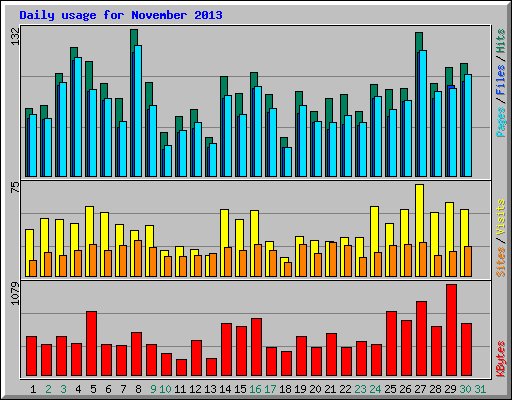 Daily usage for November 2013
132
75
1079
Pages / Files / Hits
Sites / Visits
KBytes
1 2 3 4 5 6 7 8 9 10 11 12 13 14 15 16 17 18 19 20 21 22 23 24 25 26 27 28 29 30 31